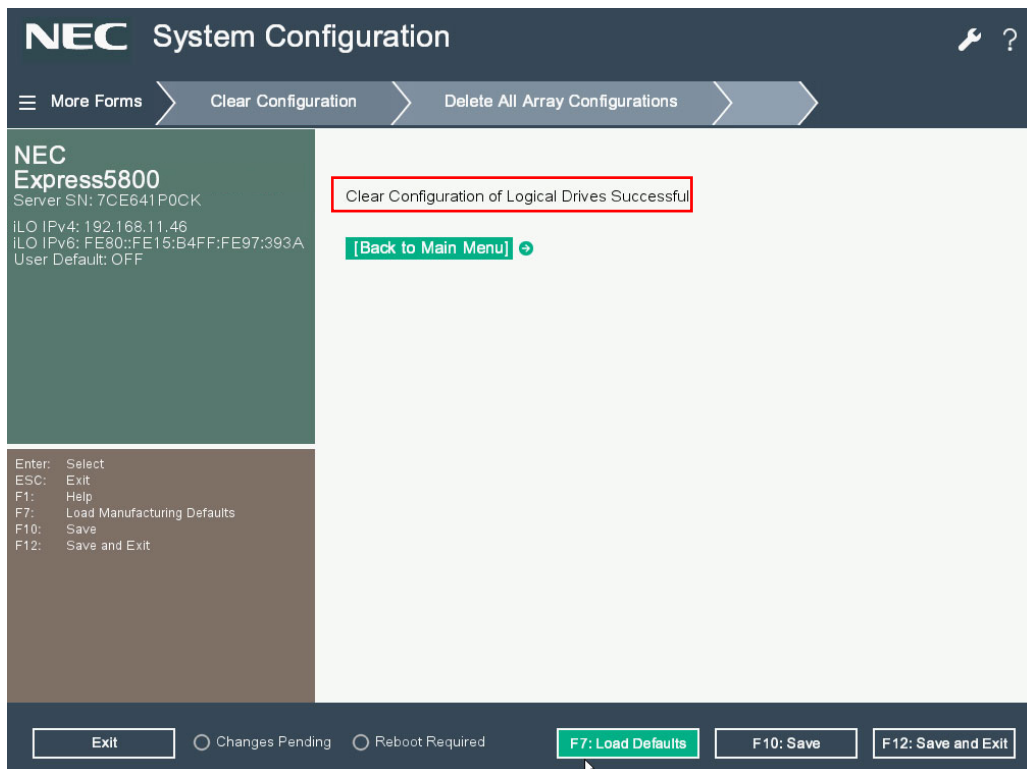 NEC System Configuration
?
More Forms
Clear Configuration
Delete All Array Configurations
NEC
Express5800
Server SN: 7CE641P0CK
iLO IPv4: 192.168.11.46
iLO IPv6: FE80::FE15:B4FF:FE97:393A
User Default: OFF
Clear Configuration of Logical Drives Successful
[Back to Main Menu]
Enter: Select
ESC: Exit
F1: Help
F7: Load Manufacturing Defaults
F10: Save
F12: Save and Exit
Exit
Changes Pending
Reboot Required
F7: Load Defaults
F10: Save
F12: Save and Exit